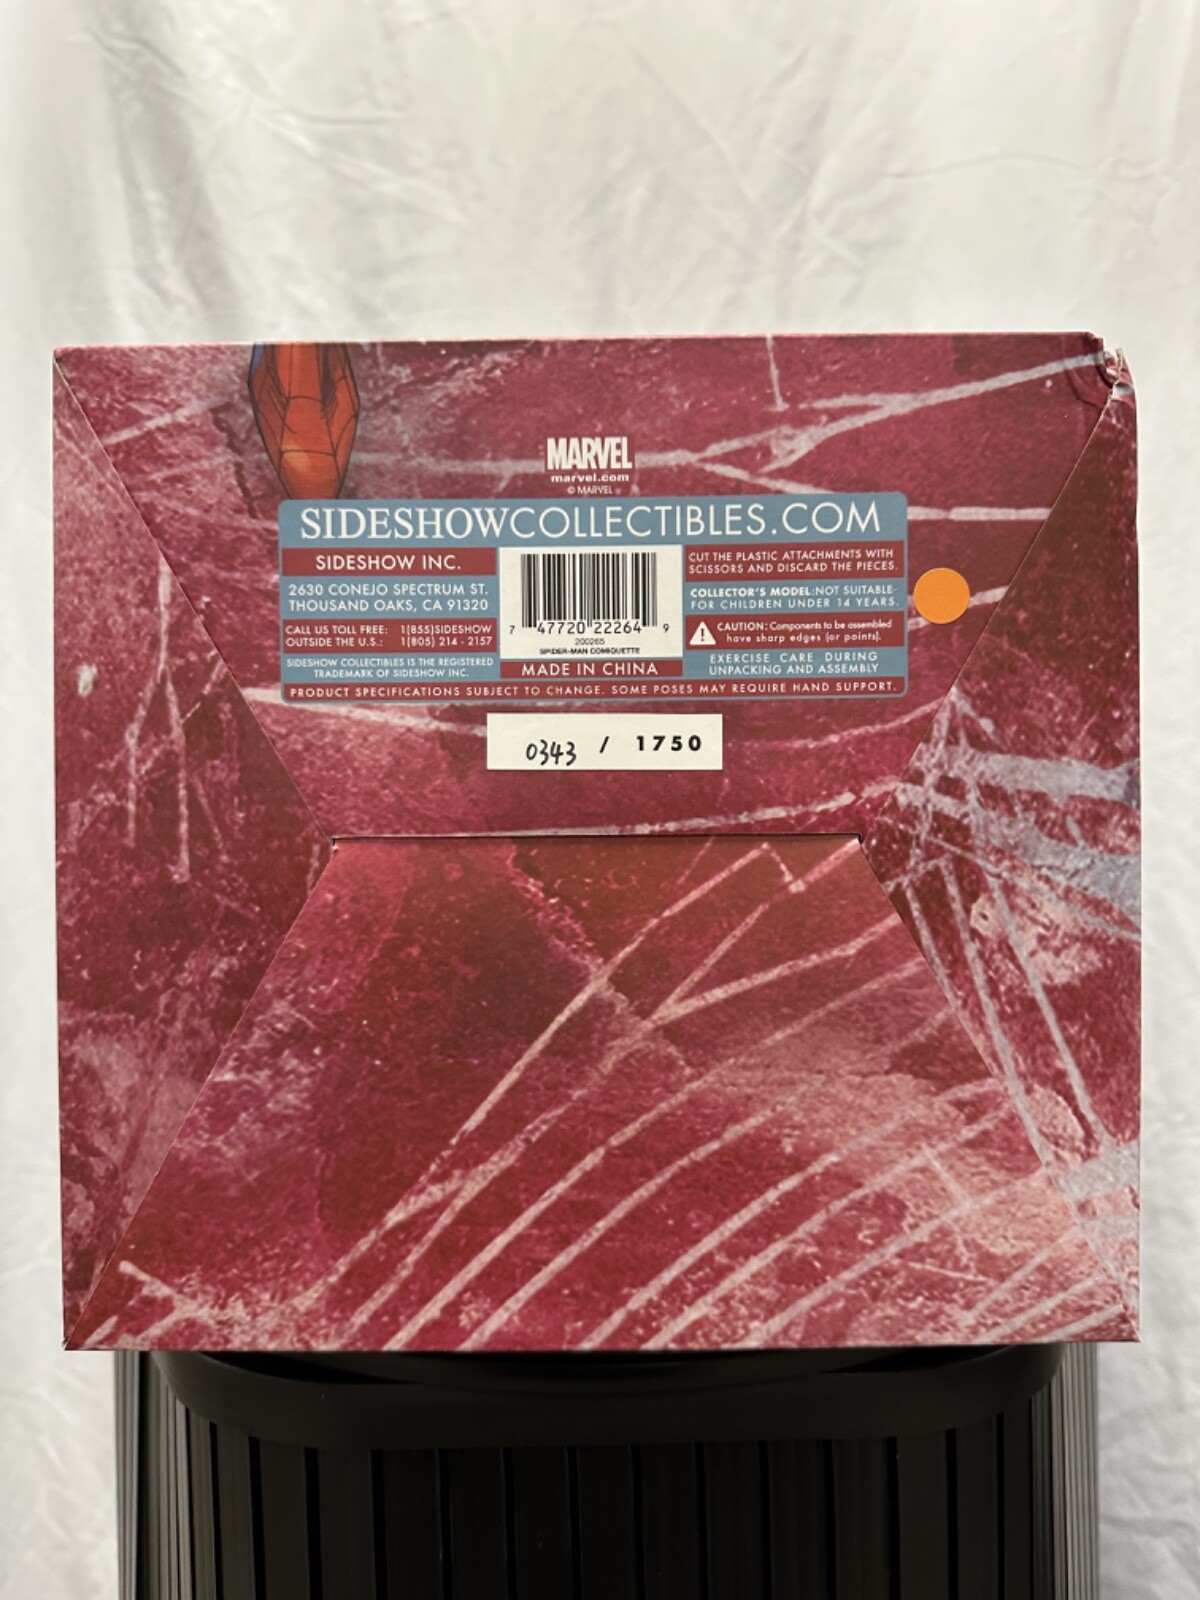 MARVEL
marvel.com
© MARVEL
SIDESHOWCOLLECTIBLES.COM
SIDESHOW INC.
2630 CONEJO SPECTRUM ST.
THOUSAND OAKS, CA 91320
CALL US TOLL FREE: 1(855)SIDESHOW
OUTSIDE THE U.S.: 1(805) 214 - 2157
SIDESHOW COLLECTIBLES IS THE REGISTERED
TRADEMARK OF SIDESHOW INC.
7 47720 22264 9
200265
SPIDER-MAN COMIQUETTE
MADE IN CHINA
CUT THE PLASTIC ATTACHMENTS WITH
SCISSORS AND DISCARD THE PIECES.
COLLECTOR'S MODEL:NOT SUITABLE-
FOR CHILDREN UNDER 14 YEARS.
CAUTION: Components to be assembled
have sharp edges (or points).
EXERCISE CARE DURING
UNPACKING AND ASSEMBLY
PRODUCT SPECIFICATIONS SUBJECT TO CHANGE. SOME POSES MAY REQUIRE HAND SUPPORT.
0343 / 1750